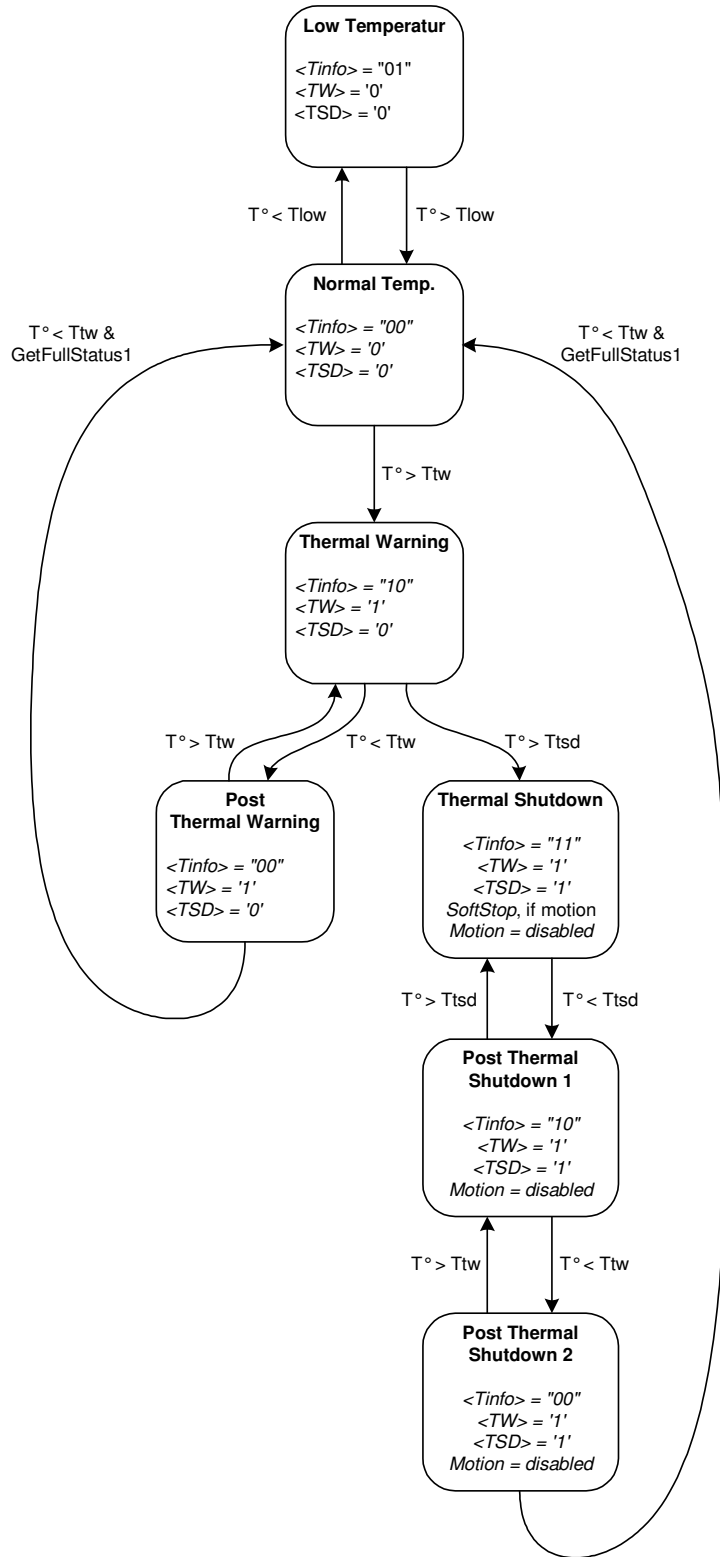 Low Temperatur
<Tinfo> = "01"
<TW> = '0'
<TSD> = '0'
T° < Tlow
T° > Tlow
Normal Temp.
<Tinfo> = "00"
<TW> = '0'
<TSD> = '0'
T° < Ttw &
GetFullStatus1
T° < Ttw &
GetFullStatus1
T° > Ttw
Thermal Warning
<Tinfo> = "10"
<TW> = '1'
<TSD> = '0'
T° > Ttw
T° < Ttw
T° > Ttsd
Post
Thermal Warning
<Tinfo> = "00"
<TW> = '1'
<TSD> = '0'
Thermal Shutdown
<Tinfo> = "11"
<TW> = '1'
<TSD> = '1'
SoftStop, if motion
Motion = disabled
T° > Ttsd
T° < Ttsd
Post Thermal
Shutdown 1
<Tinfo> = "10"
<TW> = '1'
<TSD> = '1'
Motion = disabled
T° > Ttw
T° < Ttw
Post Thermal
Shutdown 2
<Tinfo> = "00"
<TW> = '1'
<TSD> = '1'
Motion = disabled